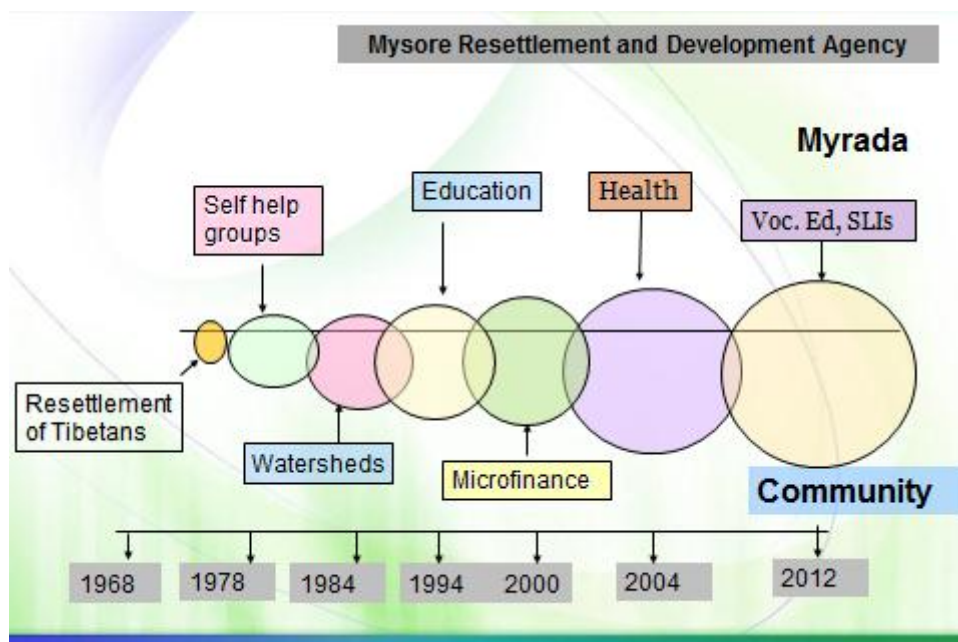 Mysore Resettlement and Development Agency
Myrada
Self help
groups
Education
Health
Voc. Ed, SLIs
Resettlement
of Tibetans
Watersheds
Microfinance
Community
1968
1978
1984
1994
2000
2004
2012